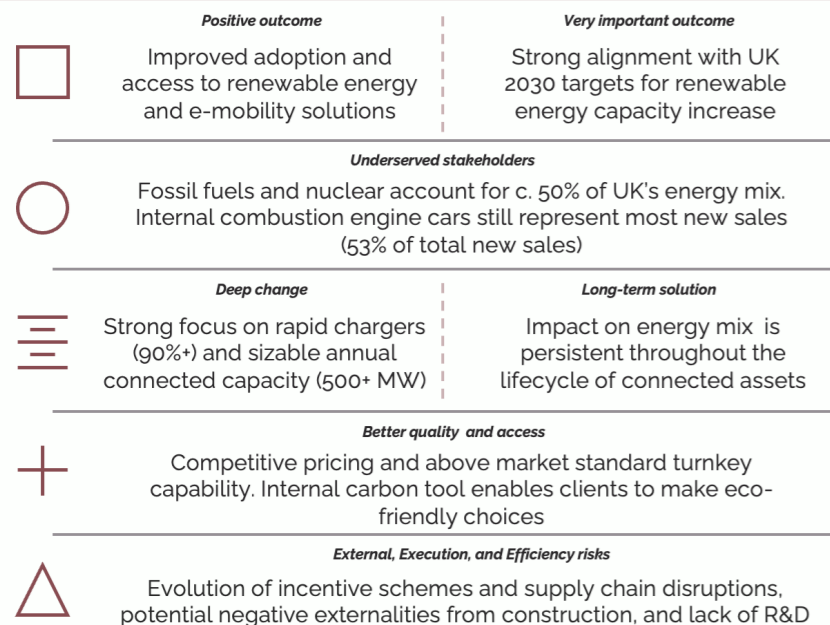 Positive outcome
Improved adoption and
access to renewable energy
and e-mobility solutions
Very important outcome
Strong alignment with UK
2030 targets for renewable
energy capacity increase
Underserved stakeholders
Fossil fuels and nuclear account for c. 50% of UK's energy mix.
Internal combustion engine cars still represent most new sales
(53% of total new sales)
Deep change
Strong focus on rapid chargers
(90%+) and sizable annual
connected capacity (500+ MW)
Long-term solution
Impact on energy mix is
persistent throughout the
lifecycle of connected assets
Better quality and access
Competitive pricing and above market standard turnkey
capability. Internal carbon tool enables clients to make eco-
friendly choices
External, Execution, and Efficiency risks
Evolution of incentive schemes and supply chain disruptions,
potential negative externalities from construction, and lack of R&D